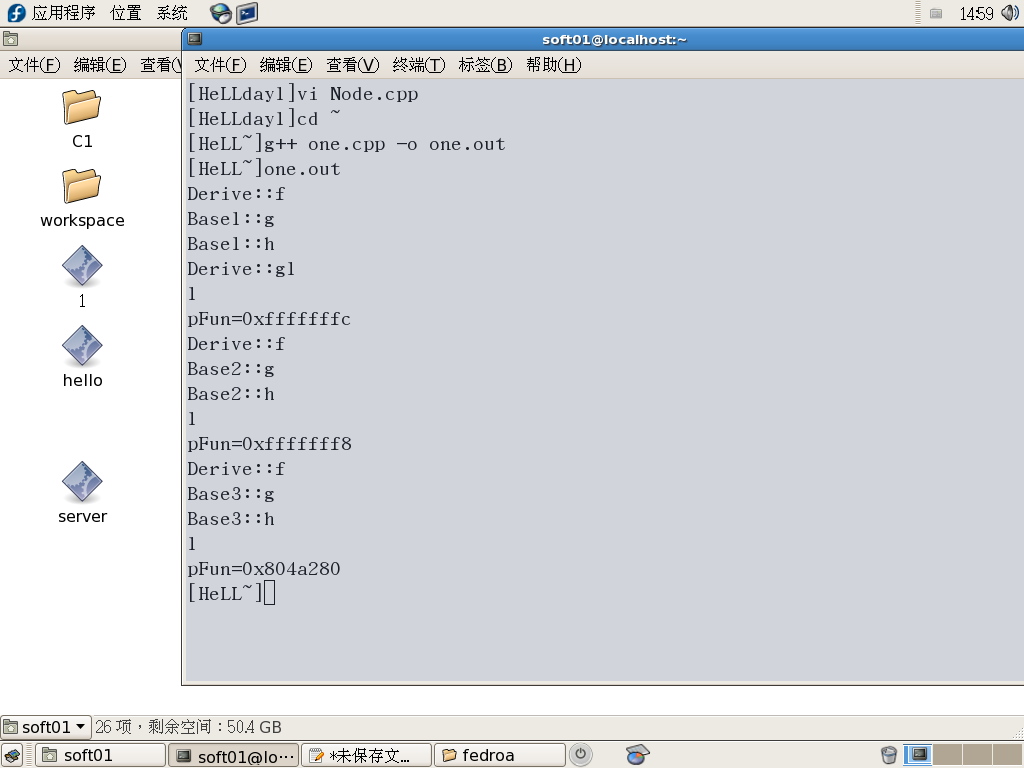 应用程序 位置 系统 14:59
soft01@localhost:~
文件(F) 编辑(E) 查看(V
文件(F) 编辑(E) 查看(V) 终端(T) 标签(B) 帮助(H)
C1
workspace
1
hello
server
[HeLLday1]vi Node.cpp
[HeLLday1]cd ~
[HeLL~]g++ one.cpp -o one.out
[HeLL~]one.out
Derive::f
Base1::g
Base1::h
Derive::g1
1
pFun=0xfffffffc
Derive::f
Base2::g
Base2::h
1
pFun=0xfffffff8
Derive::f
Base3::g
Base3::h
1
pFun=0x804a280
[HeLL~]
soft01 26 项，剩余空间：50.4 GB
soft01 soft01@lo··· *未保存文... fedroa